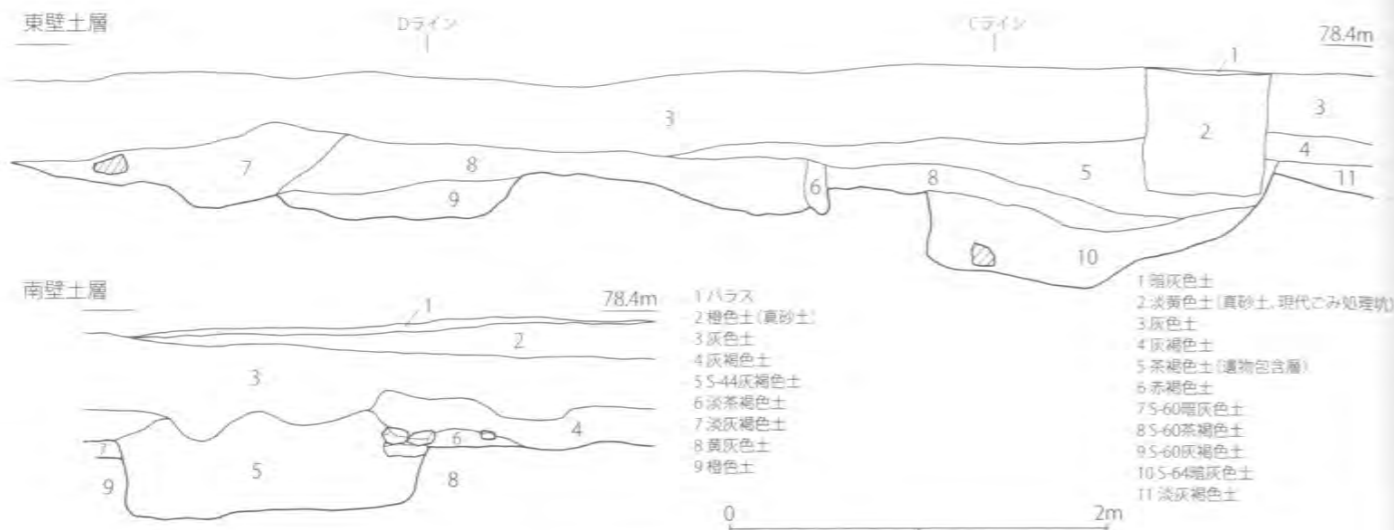 東壁土層
Dライン
Cライン
78.4m
1
3
3
2
7
8
6
8
5
4
11
9
10
南壁土層
78.4m
1
2
3
4
6
7
5
9
8
1 バラス
2 橙色土(真砂土)
3 灰色土
4 灰褐色土
5 S-44灰褐色土
6 淡茶褐色土
7 淡灰褐色土
8 黄灰色土
9 橙色土
1 暗灰色土
2 淡黄色土(真砂土、現代ごみ処理坑)
3 灰色土
4 灰褐色土
5 茶褐色土(遺物包含層)
6 赤褐色土
7 S-60暗灰色土
8 S-60茶褐色土
9 S-60灰褐色土
10 S-64暗灰色土
11 淡灰褐色土
0 2m